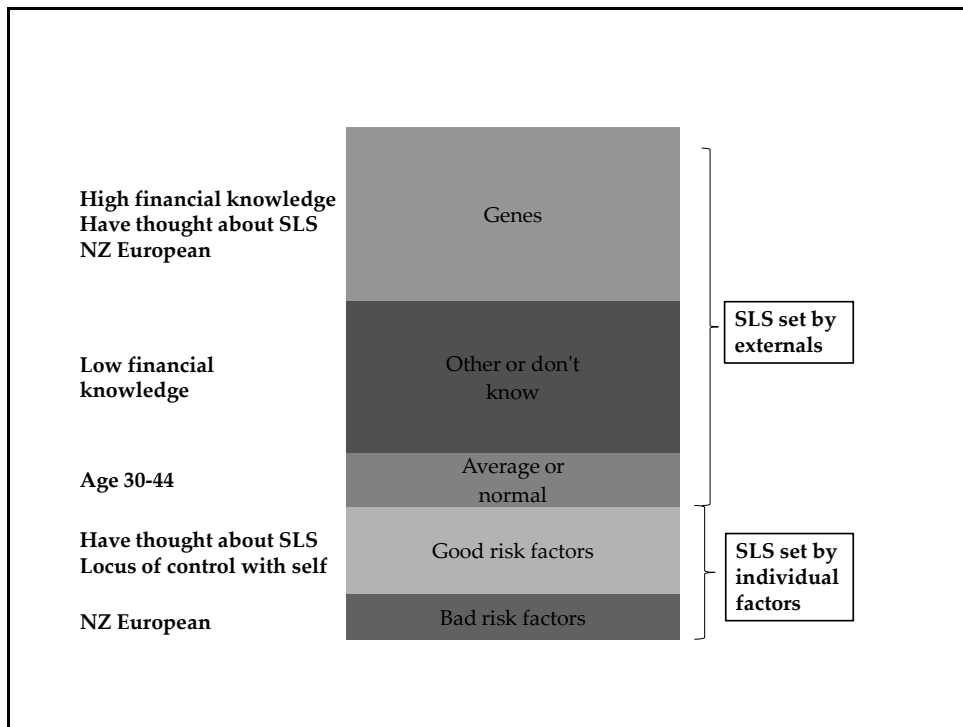 High financial knowledge
Have thought about SLS
NZ European
Genes
Low financial
knowledge
Other or don't
know
SLS set by
externals
Age 30-44
Average or
normal
Have thought about SLS
Locus of control with self
Good risk factors
SLS set by
individual
factors
NZ European
Bad risk factors